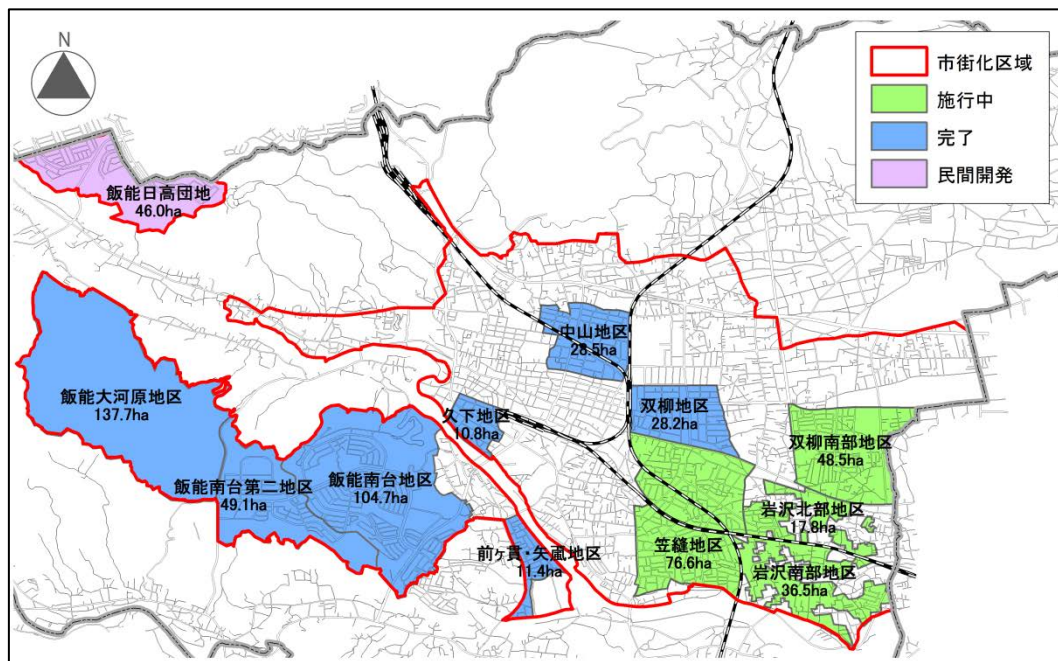 N
市街化区域
施行中
完了
民間開発
飯能日高団地
46.0ha
中山地区
28.5ha
飯能大河原地区
137.7ha
久下地区
10.8ha
双柳地区
28.2ha
双柳南部地区
48.5ha
飯能南台第二地区
49.1ha
飯能南台地区
104.7ha
岩沢北部地区
17.8ha
前ヶ貫・矢颪地区
11.4ha
笠縫地区
76.6ha
岩沢南部地区
36.5ha